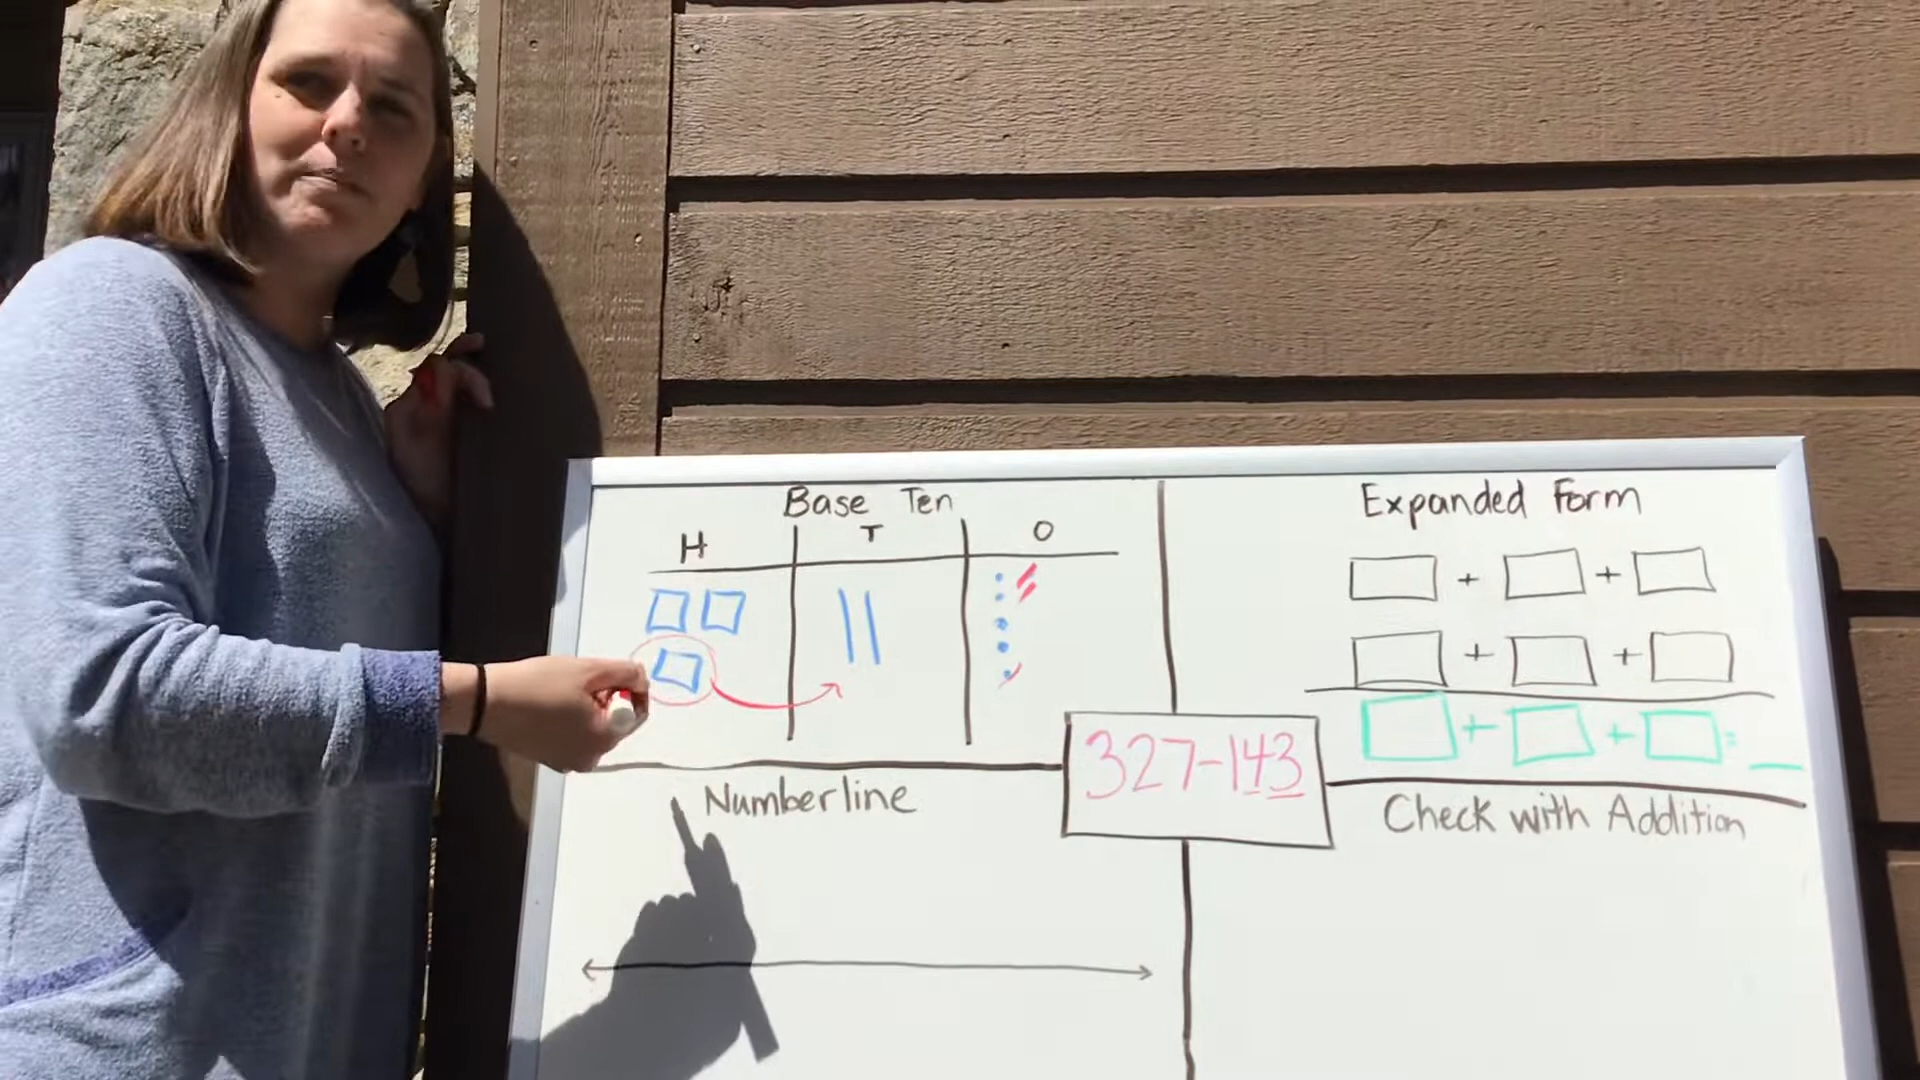 Base Ten
H T O
Expanded Form
+ +
+ +
+ + =
327-143
Numberline
Check with Addition